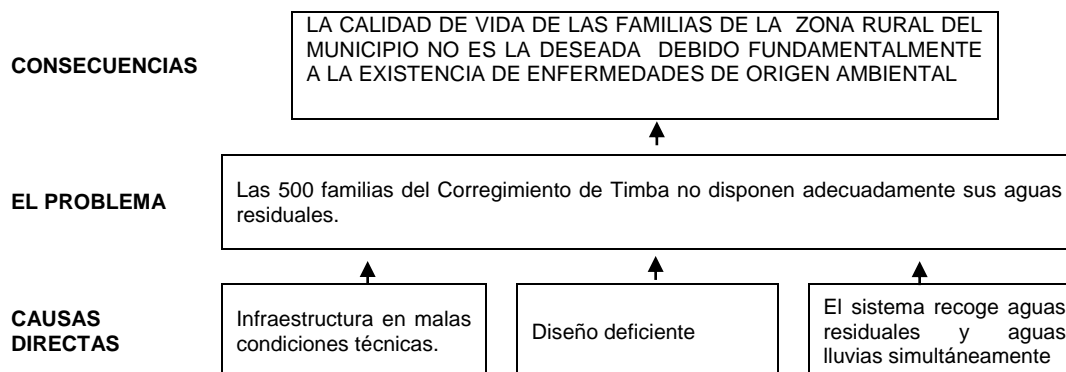 CONSECUENCIAS
LA CALIDAD DE VIDA DE LAS FAMILIAS DE LA ZONA RURAL DEL
MUNICIPIO NO ES LA DESEADA DEBIDO FUNDAMENTALMENTE
A LA EXISTENCIA DE ENFERMEDADES DE ORIGEN AMBIENTAL
EL PROBLEMA
Las 500 familias del Corregimiento de Timba no disponen adecuadamente sus aguas
residuales.
CAUSAS
DIRECTAS
Infraestructura en malas
condiciones técnicas.
Diseño deficiente
El sistema recoge aguas
residuales y aguas
lluvias simultáneamente